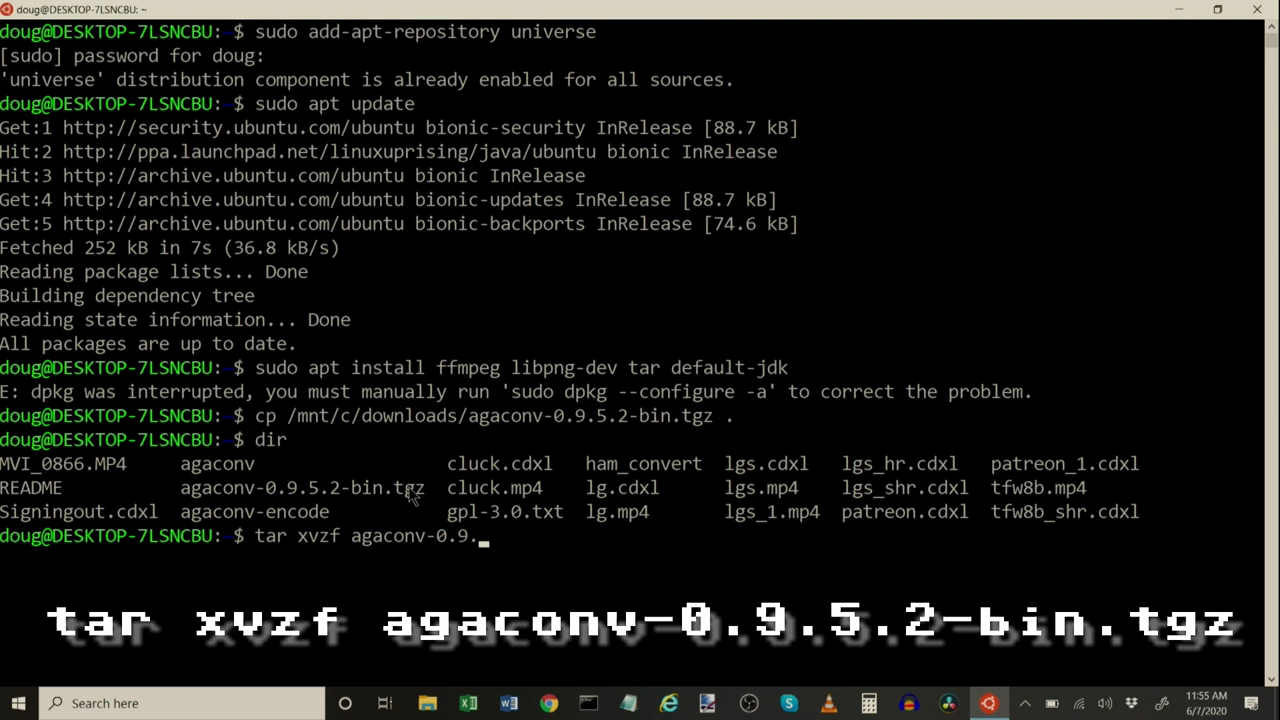 doug@DESKTOP-7LSNCBU: ~
doug@DESKTOP-7LSNCBU:~$ sudo add-apt-repository universe
[sudo] password for doug:
'universe' distribution component is already enabled for all sources.
doug@DESKTOP-7LSNCBU:~$ sudo apt update
Get:1 http://security.ubuntu.com/ubuntu bionic-security InRelease [88.7 kB]
Hit:2 http://ppa.launchpad.net/linuxuprising/java/ubuntu bionic InRelease
Hit:3 http://archive.ubuntu.com/ubuntu bionic InRelease
Get:4 http://archive.ubuntu.com/ubuntu bionic-updates InRelease [88.7 kB]
Get:5 http://archive.ubuntu.com/ubuntu bionic-backports InRelease [74.6 kB]
Fetched 252 kB in 7s (36.8 kB/s)
Reading package lists... Done
Building dependency tree
Reading state information... Done
All packages are up to date.
doug@DESKTOP-7LSNCBU:~$ sudo apt install ffmpeg libpng-dev tar default-jdk
E: dpkg was interrupted, you must manually run 'sudo dpkg --configure -a' to correct the problem.
doug@DESKTOP-7LSNCBU:~$ cp /mnt/c/downloads/agaconv-0.9.5.2-bin.tgz .
doug@DESKTOP-7LSNCBU:~$ dir
MVI_0866.MP4 agaconv cluck.cdxl ham_convert lgs.cdxl lgs_hr.cdxl patreon_1.cdxl
README agaconv-0.9.5.2-bin.tgz cluck.mp4 lg.cdxl lgs.mp4 lgs_shr.cdxl tfw8b.mp4
Signingout.cdxl agaconv-encode gpl-3.0.txt lg.mp4 lgs_1.mp4 patreon.cdxl tfw8b_shr.cdxl
doug@DESKTOP-7LSNCBU:~$ tar xvzf agaconv-0.9.
tar xvzf agaconv-0.9.5.2-bin.tgz
Search here
11:55 AM
6/7/2020